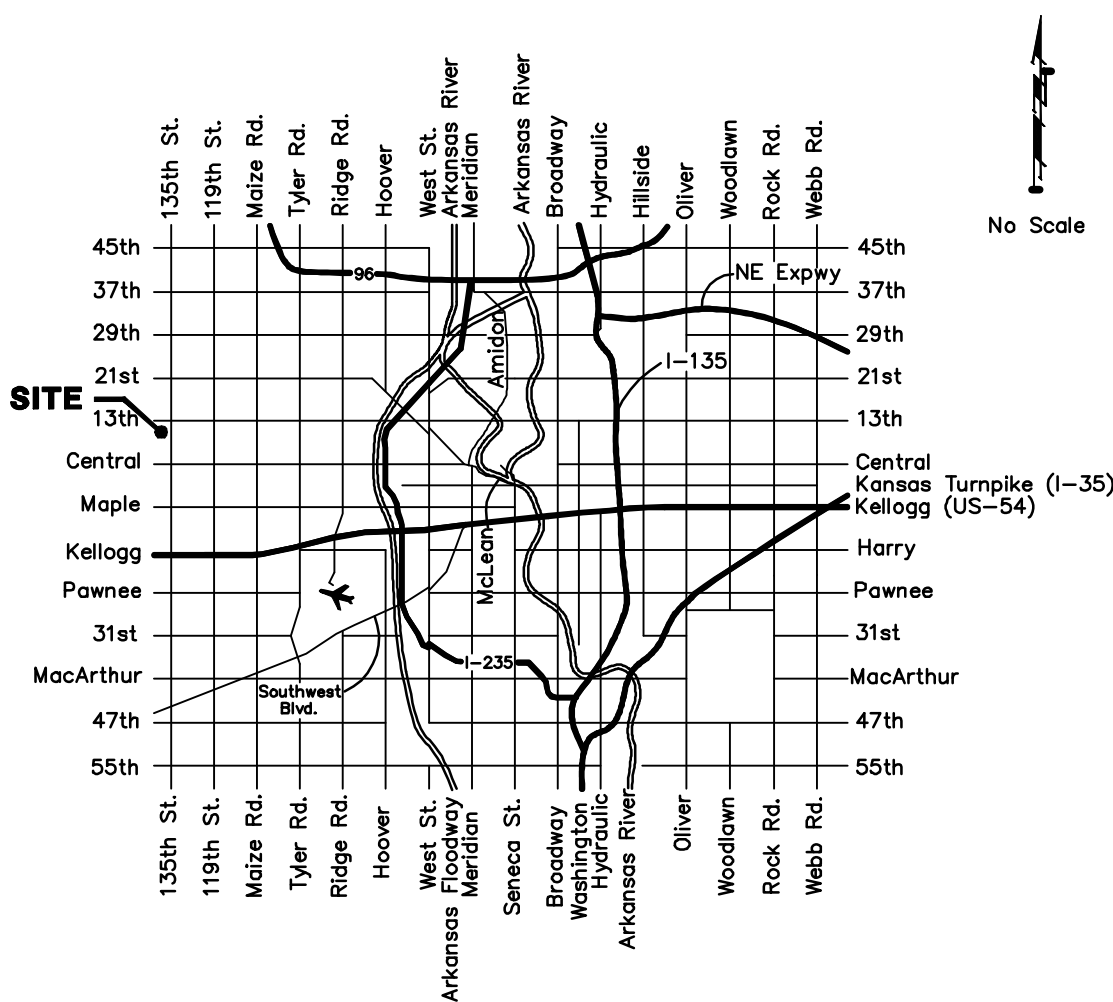 135th St.
119th St.
Maize Rd.
Tyler Rd.
Ridge Rd.
Hoover
West St.
Arkansas River
Meridian
Arkansas River
Broadway
Hydraulic
Hillside
Oliver
Woodlawn
Rock Rd.
Webb Rd.
No Scale
45th
37th
29th
21st
SITE
13th
Central
Maple
Kellogg
Pawnee
31st
MacArthur
47th
55th
96
NE Expwy
Amidon
I-135
McLean
I-235
Southwest
Blvd.
45th
37th
29th
21st
13th
Central
Kansas Turnpike (I-35)
Kellogg (US-54)
Harry
Pawnee
31st
MacArthur
47th
55th
135th St.
119th St.
Maize Rd.
Tyler Rd.
Ridge Rd.
Hoover
West St.
Arkansas Floodway
Meridian
Seneca St.
Broadway
Washington
Hydraulic
Arkansas River
Oliver
Woodlawn
Rock Rd.
Webb Rd.